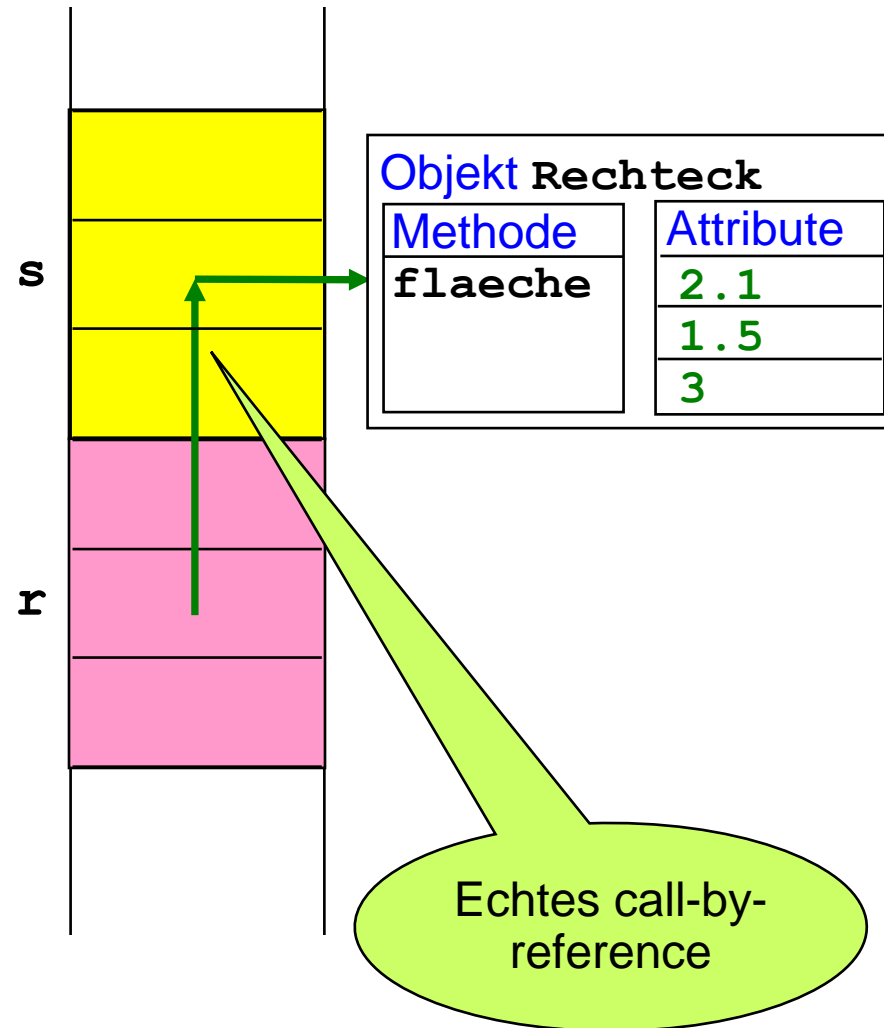 Objekt Rechteck
Methode
Attribute
s
flaeche
2.1
1.5
3
r
Echtes call-by-
reference